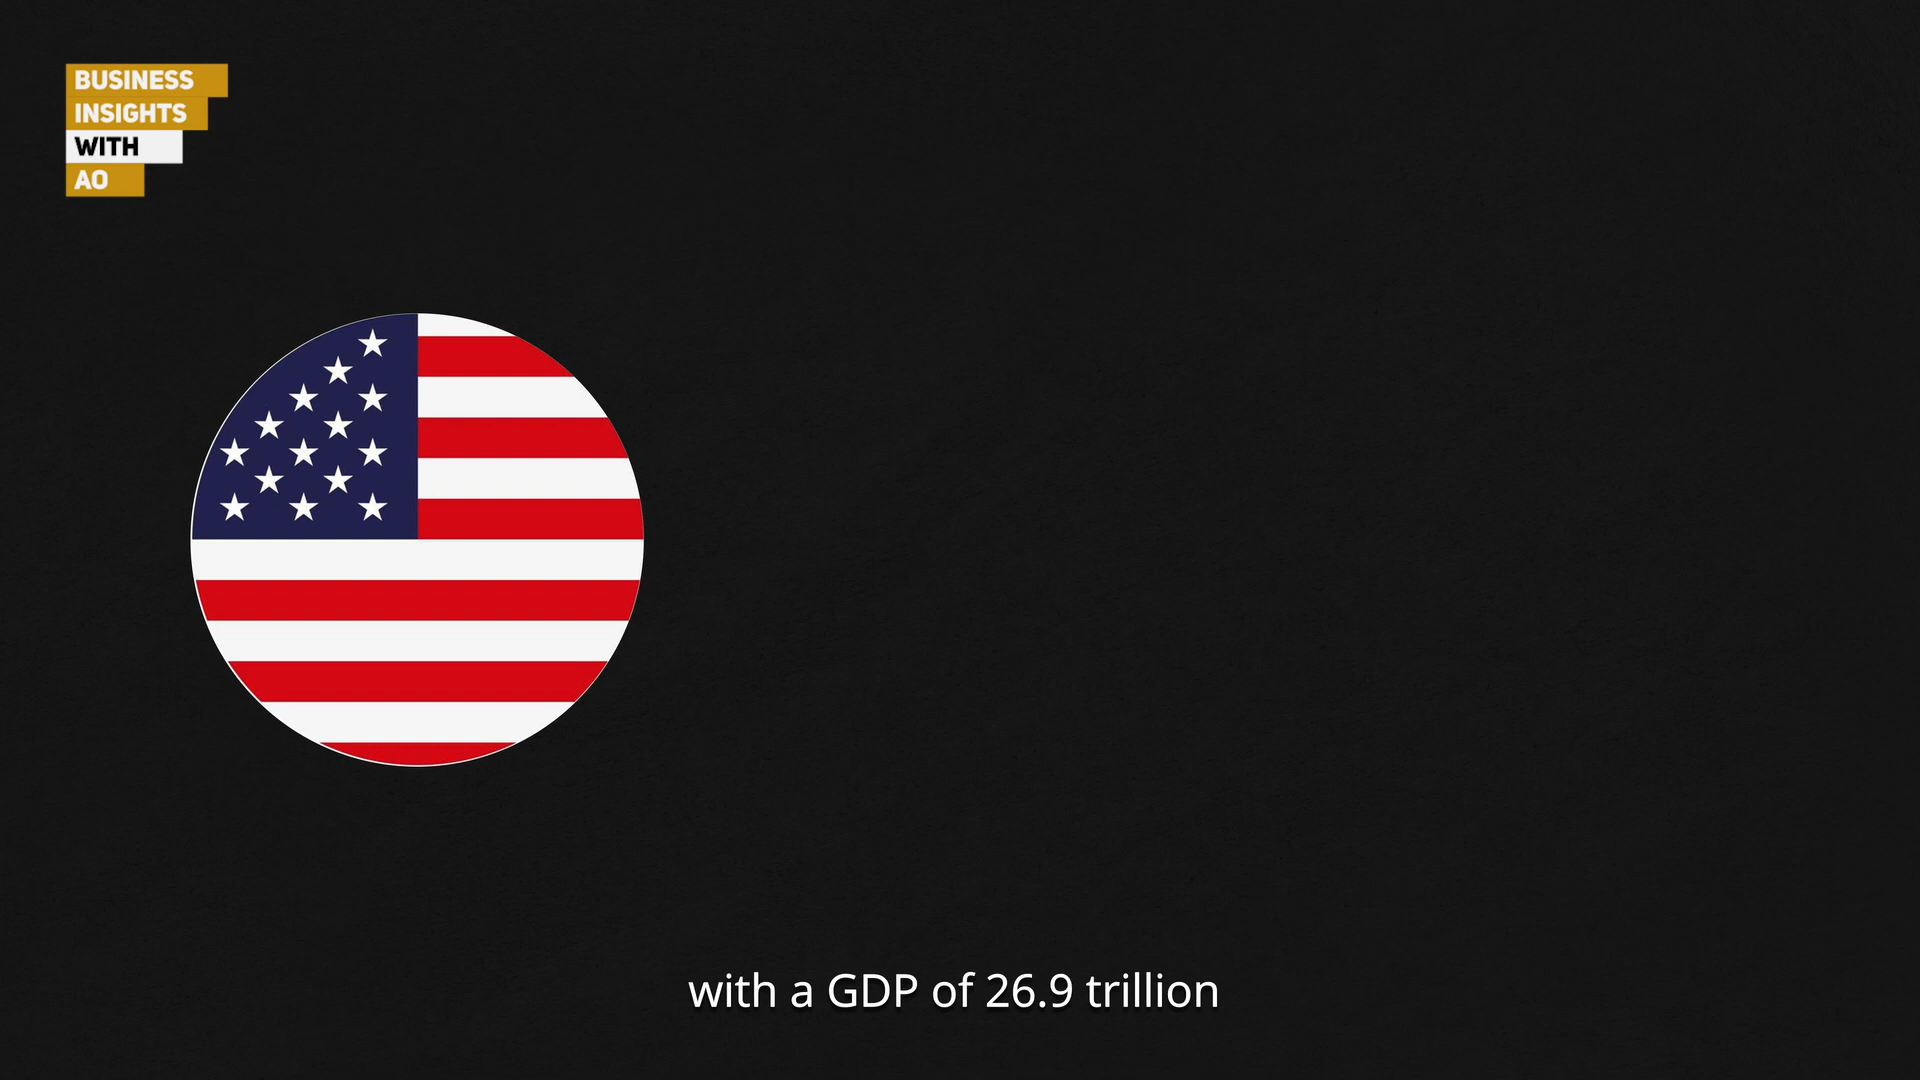 BUSINESS
INSIGHTS
WITH
AO
with a GDP of 26.9 trillion